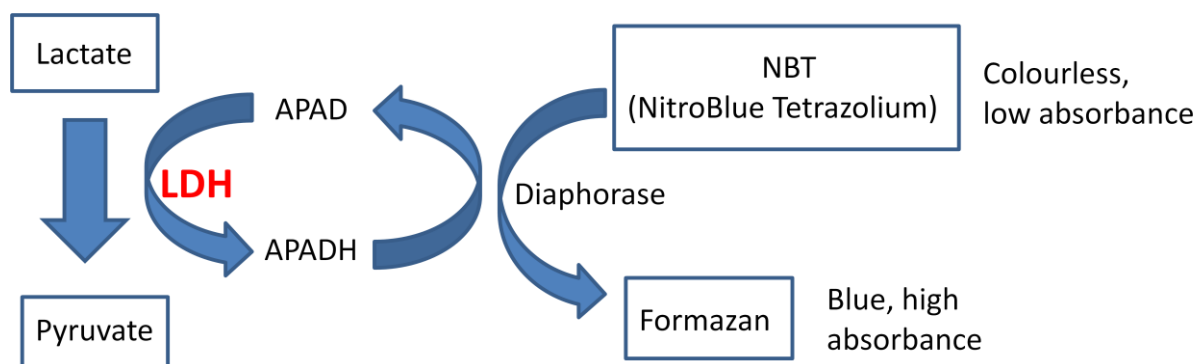 Lactate
APAD
NBT
(NitroBlue Tetrazolium)
Colourless,
low absorbance
LDH
Diaphorase
APADH
Pyruvate
Formazan
Blue, high
absorbance